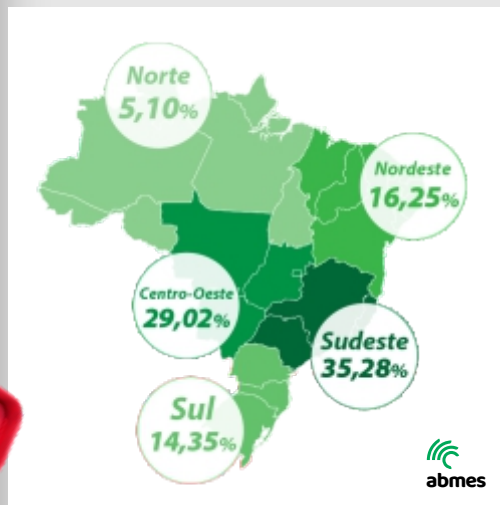 Norte
5,10%
Nordeste
16,25%
Centro-Oeste
29,02%
Sudeste
35,28%
Sul
14,35%
abmes